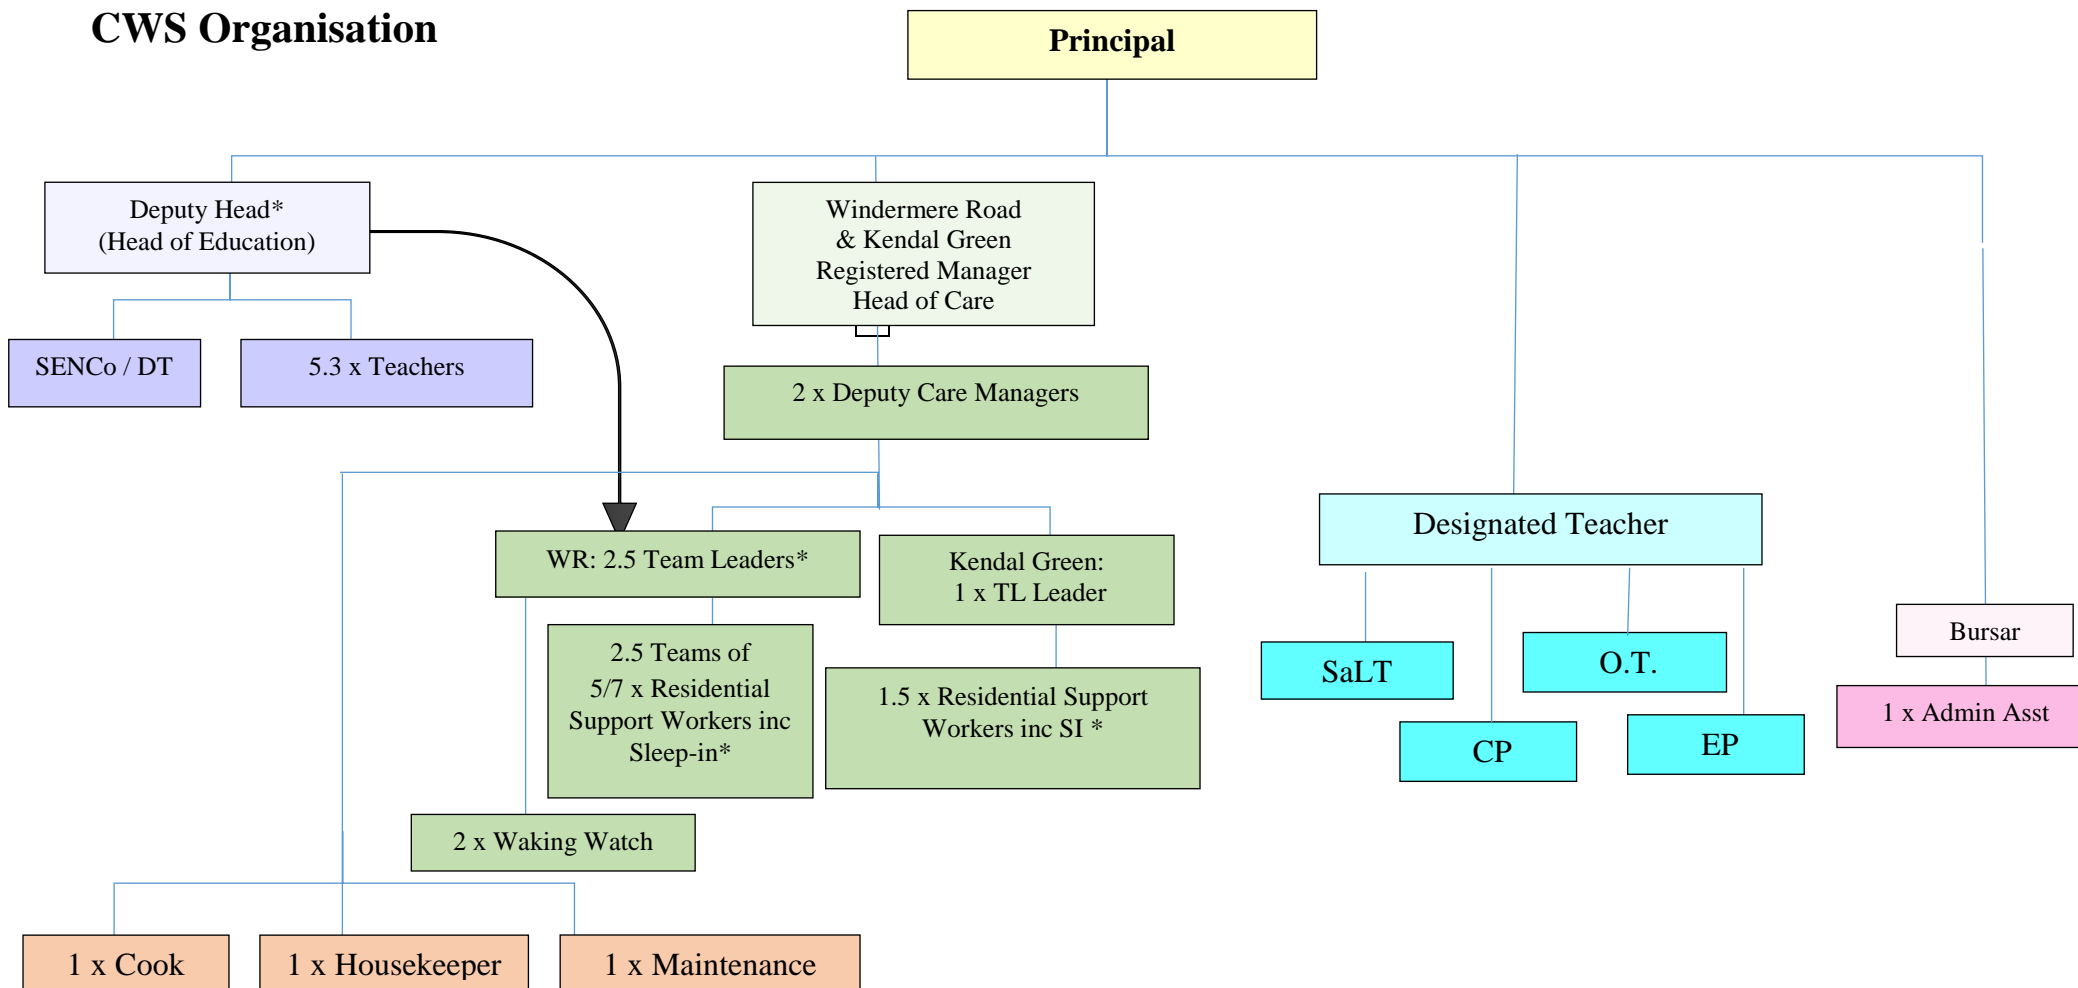 CWS Organisation
Principal
Deputy Head*
(Head of Education)
Windermere Road
& Kendal Green
Registered Manager
Head of Care
SENCo / DT
5.3 x Teachers
2 x Deputy Care Managers
Designated Teacher
WR: 2.5 Team Leaders*
Kendal Green:
1 x TL Leader
Bursar
2.5 Teams of
5/7 x Residential
Support Workers inc
Sleep-in*
1.5 x Residential Support
Workers inc SI *
SaLT
O.T.
1 x Admin Asst
CP
EP
2 x Waking Watch
1 x Cook
1 x Housekeeper
1 x Maintenance